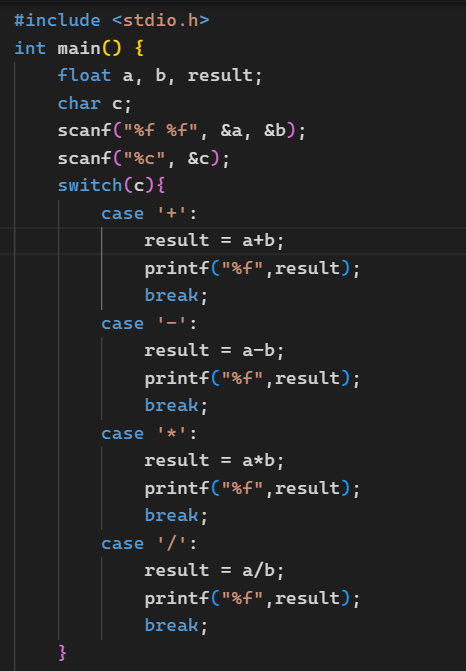 #include <stdio.h>
int main() {
    float a, b, result;
    char c;
    scanf("%f %f", &a, &b);
    scanf("%c", &c);
    switch(c){
        case '+':
            result = a+b;
            printf("%f",result);
            break;
        case '-':
            result = a-b;
            printf("%f",result);
            break;
        case '*':
            result = a*b;
            printf("%f",result);
            break;
        case '/':
            result = a/b;
            printf("%f",result);
            break;
    }